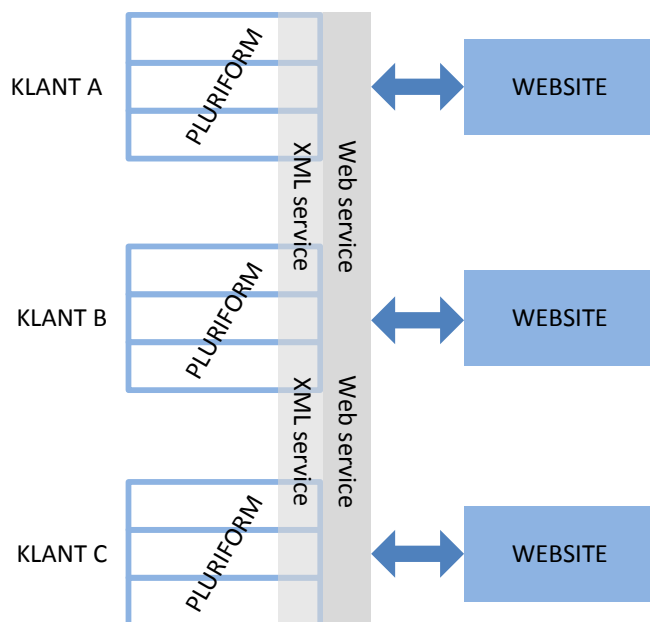 KLANT A
PLURIFORM
WEBSITE
XML service
Web service
KLANT B
PLURIFORM
WEBSITE
XML service
Web service
KLANT C
PLURIFORM
WEBSITE